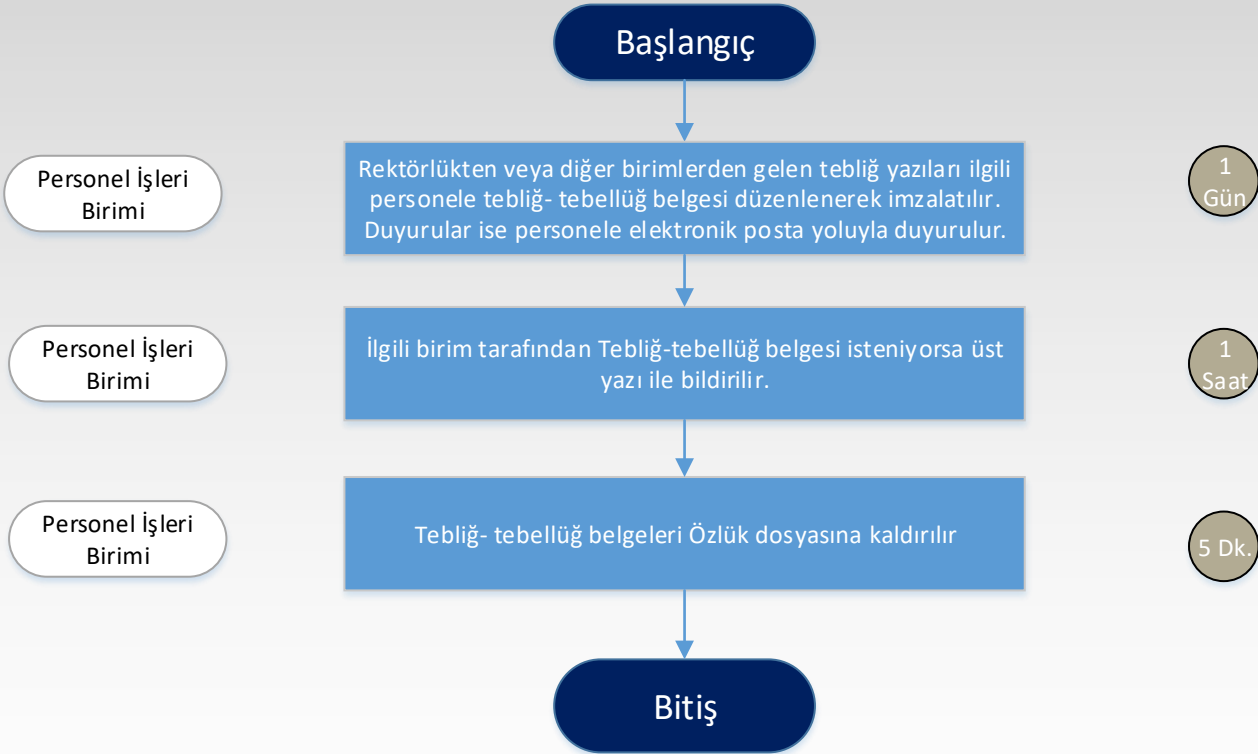 Başlangıç
Personel İşleri
Birimi
Rektörlükten veya diğer birimlerden gelen tebliğ yazıları ilgili
personele tebliğ- tebellüğ belgesi düzenlenerek imzalatılır.
Duyurular ise personele elektronik posta yoluyla duyurulur.
1
Gün
Personel İşleri
Birimi
İlgili birim tarafından Tebliğ-tebellüğ belgesi isteniyorsa üst
yazı ile bildirilir.
1
Saat
Personel İşleri
Birimi
Tebliğ- tebellüğ belgeleri Özlük dosyasına kaldırılır
5 Dk.
Bitiş